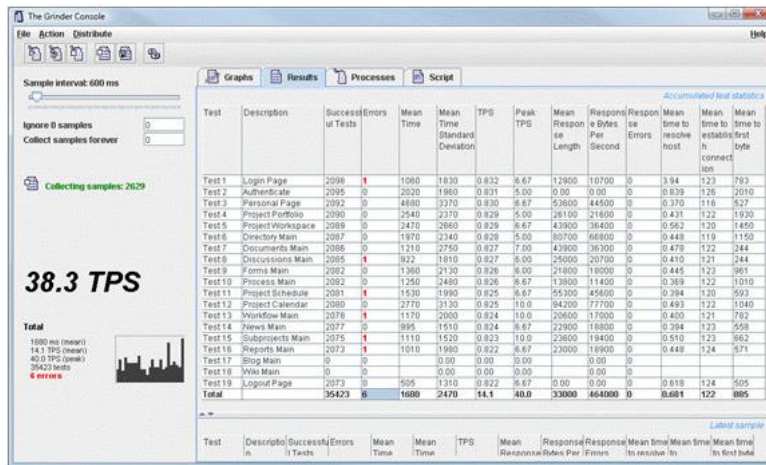 The Grinder Console
File Action Distribute Help
Sample interval: 600 ms
Ignore 0 samples 0
Collect samples forever 0
Collecting samples: 2629
38.3 TPS
Total
1680 ms (mean)
14.1 TPS (mean)
40.0 TPS (peak)
35423 tests
6 errors
Graphs Results Processes Script
Accumulated test statistics
Test Description Successful Tests Errors Mean Time Mean Time Standard Deviation TPS Peak TPS Mean Response Length Response Bytes Per Second Response Errors Mean time to resolve host Mean time to establish connection Mean time to first byte
Test 1 Login Page 2098 1 1060 1830 0.832 6.67 12900 10700 0 3.94 123 783
Test 2 Authenticate 2095 0 2020 1960 0.831 5.00 0.00 0.00 0 0.839 126 2010
Test 3 Personal Page 2092 0 4680 3370 0.830 6.67 53600 44500 0 0.370 116 527
Test 4 Project Portfolio 2090 0 2540 2370 0.829 5.00 26100 21600 0 0.431 122 1930
Test 5 Project Workspace 2089 0 2470 2660 0.829 6.67 43900 36400 0 0.562 120 1450
Test 6 Directory Main 2087 0 1970 2340 0.828 5.00 80700 66800 0 0.448 119 1150
Test 7 Documents Main 2086 0 1210 2750 0.827 7.00 43900 36300 0 0.478 122 244
Test 8 Discussions Main 2085 1 922 1810 0.827 6.00 25000 20700 0 0.410 121 244
Test 9 Forms Main 2082 0 1360 2130 0.826 6.00 21800 18000 0 0.445 123 961
Test 10 Process Main 2082 0 1250 2480 0.826 6.67 13800 11400 0 0.369 122 1010
Test 11 Project Schedule 2081 1 1530 1990 0.825 6.67 55300 45600 0 0.394 120 593
Test 12 Project Calendar 2080 0 2770 3130 0.825 10.0 94200 77700 0 0.493 122 1040
Test 13 Workflow Main 2078 1 1170 2000 0.824 10.0 20600 17000 0 0.400 121 782
Test 14 News Main 2077 0 995 1510 0.824 6.67 22900 18800 0 0.394 123 558
Test 15 Subprojects Main 2075 1 1110 1520 0.823 10.0 23600 19400 0 0.510 123 662
Test 16 Reports Main 2073 1 1010 1980 0.822 6.67 23000 18900 0 0.448 124 571
Test 17 Blog Main 0 0 0.00 0.00 0.00 0
Test 18 Wiki Main 0 0 0.00 0.00 0.00 0
Test 19 Logout Page 2073 0 505 1310 0.822 6.67 0.00 0.00 0 0.618 124 505
Total 35423 6 1680 2470 14.1 40.0 33000 464000 0 0.681 122 885
Latest sample
Test Description Successful Tests Errors Mean Time Mean Time TPS Mean Response Response Bytes Per Response Errors Mean time to resolve Mean time to Mean time to first byte